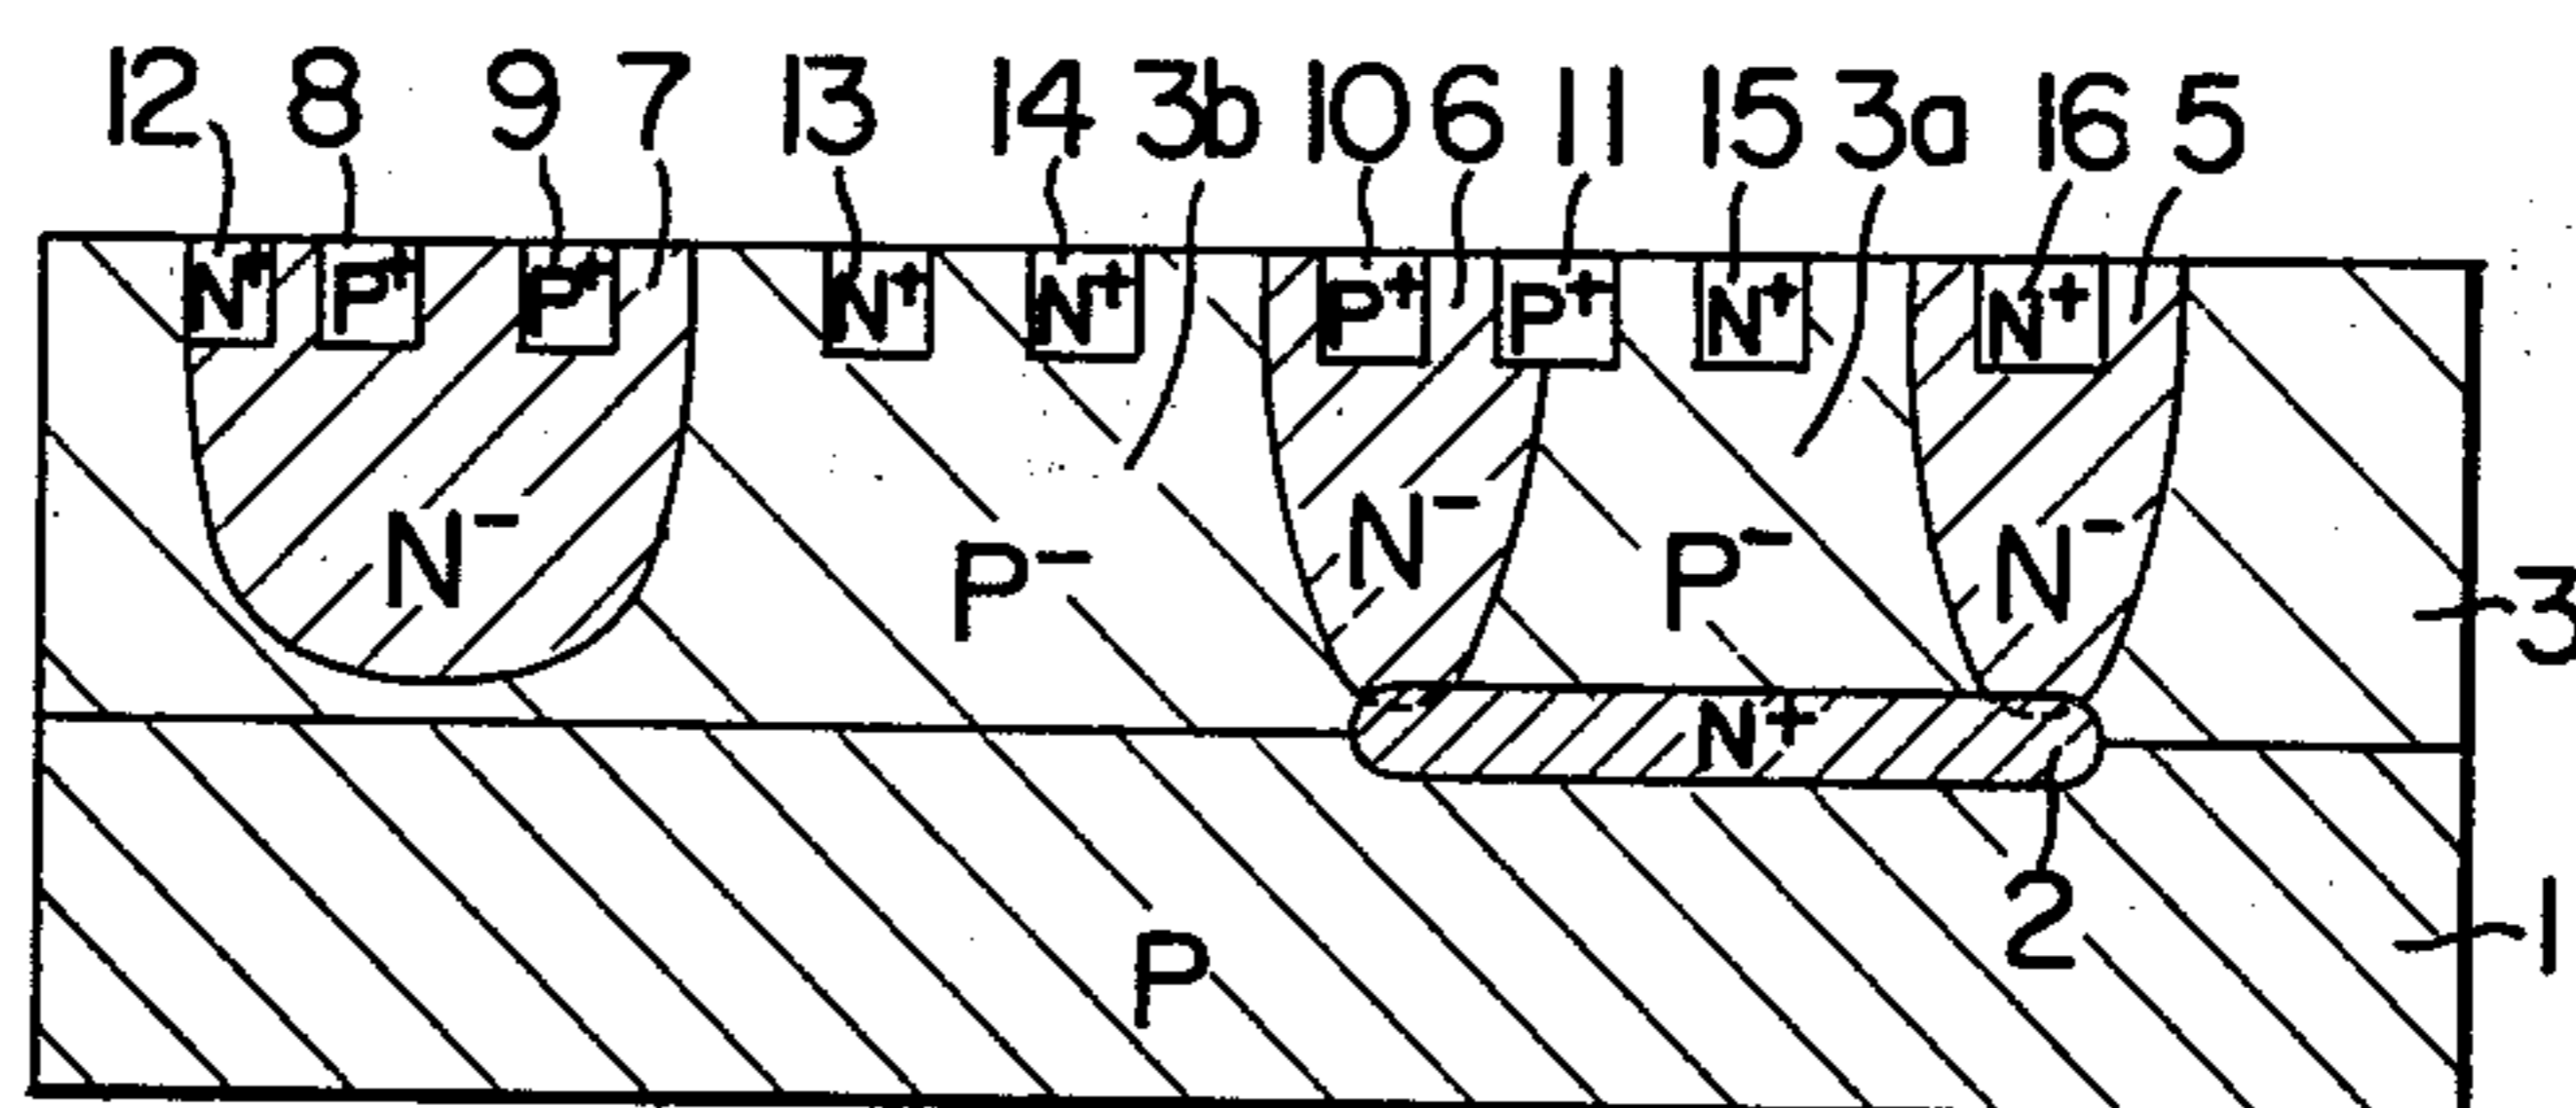 12 8 9 7 13 14 3b 10 6 11 15 3a 16 5
N+ P+ P+ N+ N+ P+ P+ N+ N+
N- P- N- P- N-
3
N+
2
1
P